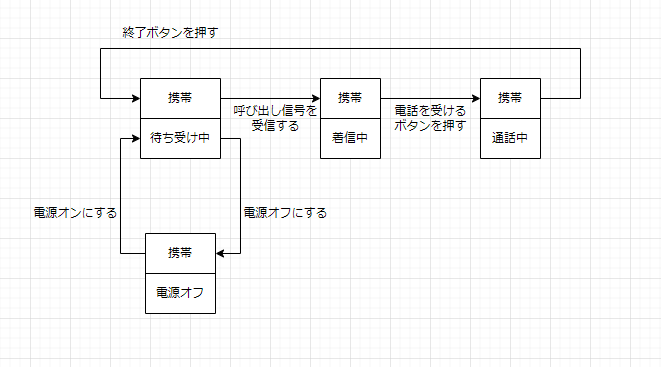 終了ボタンを押す
携帯
呼び出し信号を
受信する
携帯
電話を受ける
ボタンを押す
携帯
待ち受け中
着信中
通話中
電源オンにする
電源オフにする
携帯
電源オフ